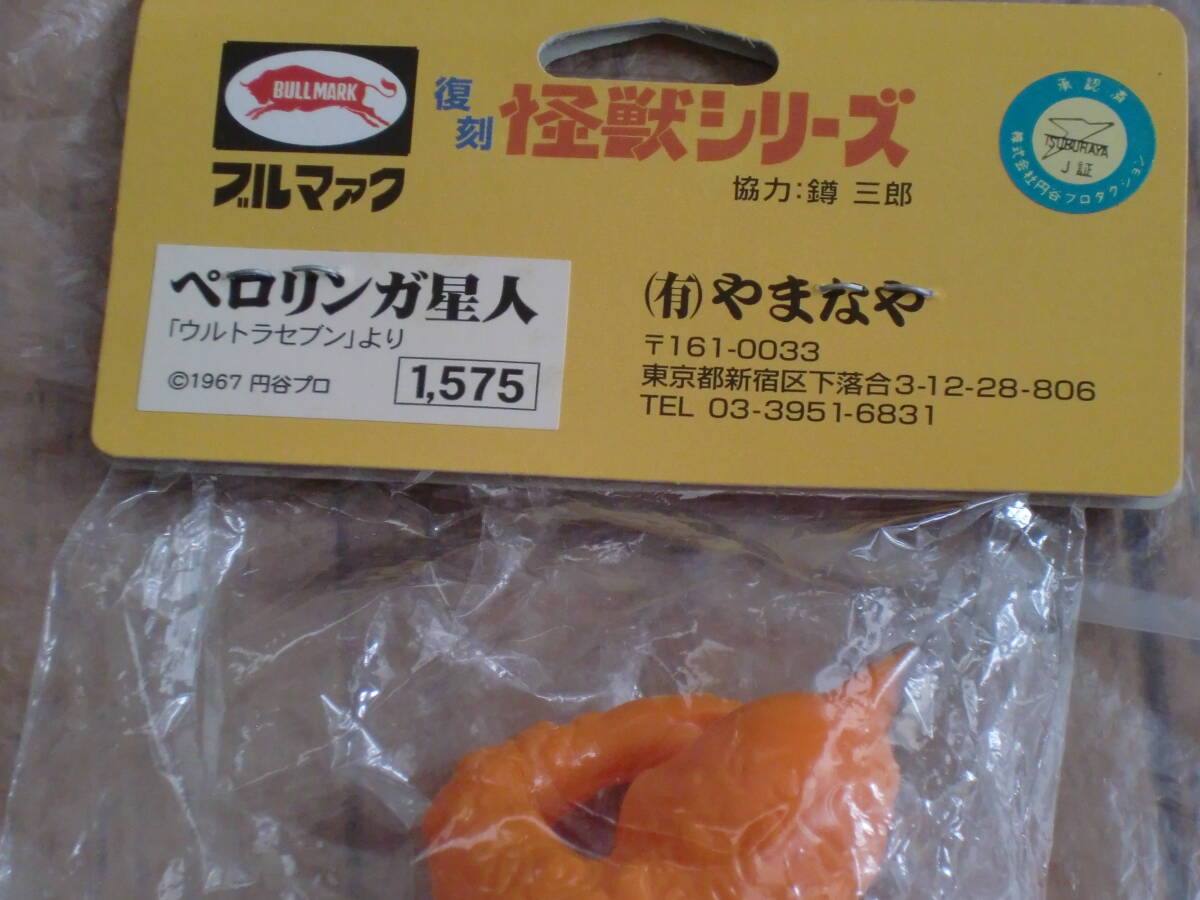 BULLMARK
ブルマァク
復刻
怪獣シリーズ
協力:鐏 三郎
承認済
TSUBURAYA
J証
株式会社円谷プロダクション
ペロリンガ星人
「ウルトラセブン」より
©1967 円谷プロ
1,575
(有)やまなや
〒161-0033
東京都新宿区下落合3-12-28-806
TEL 03-3951-6831